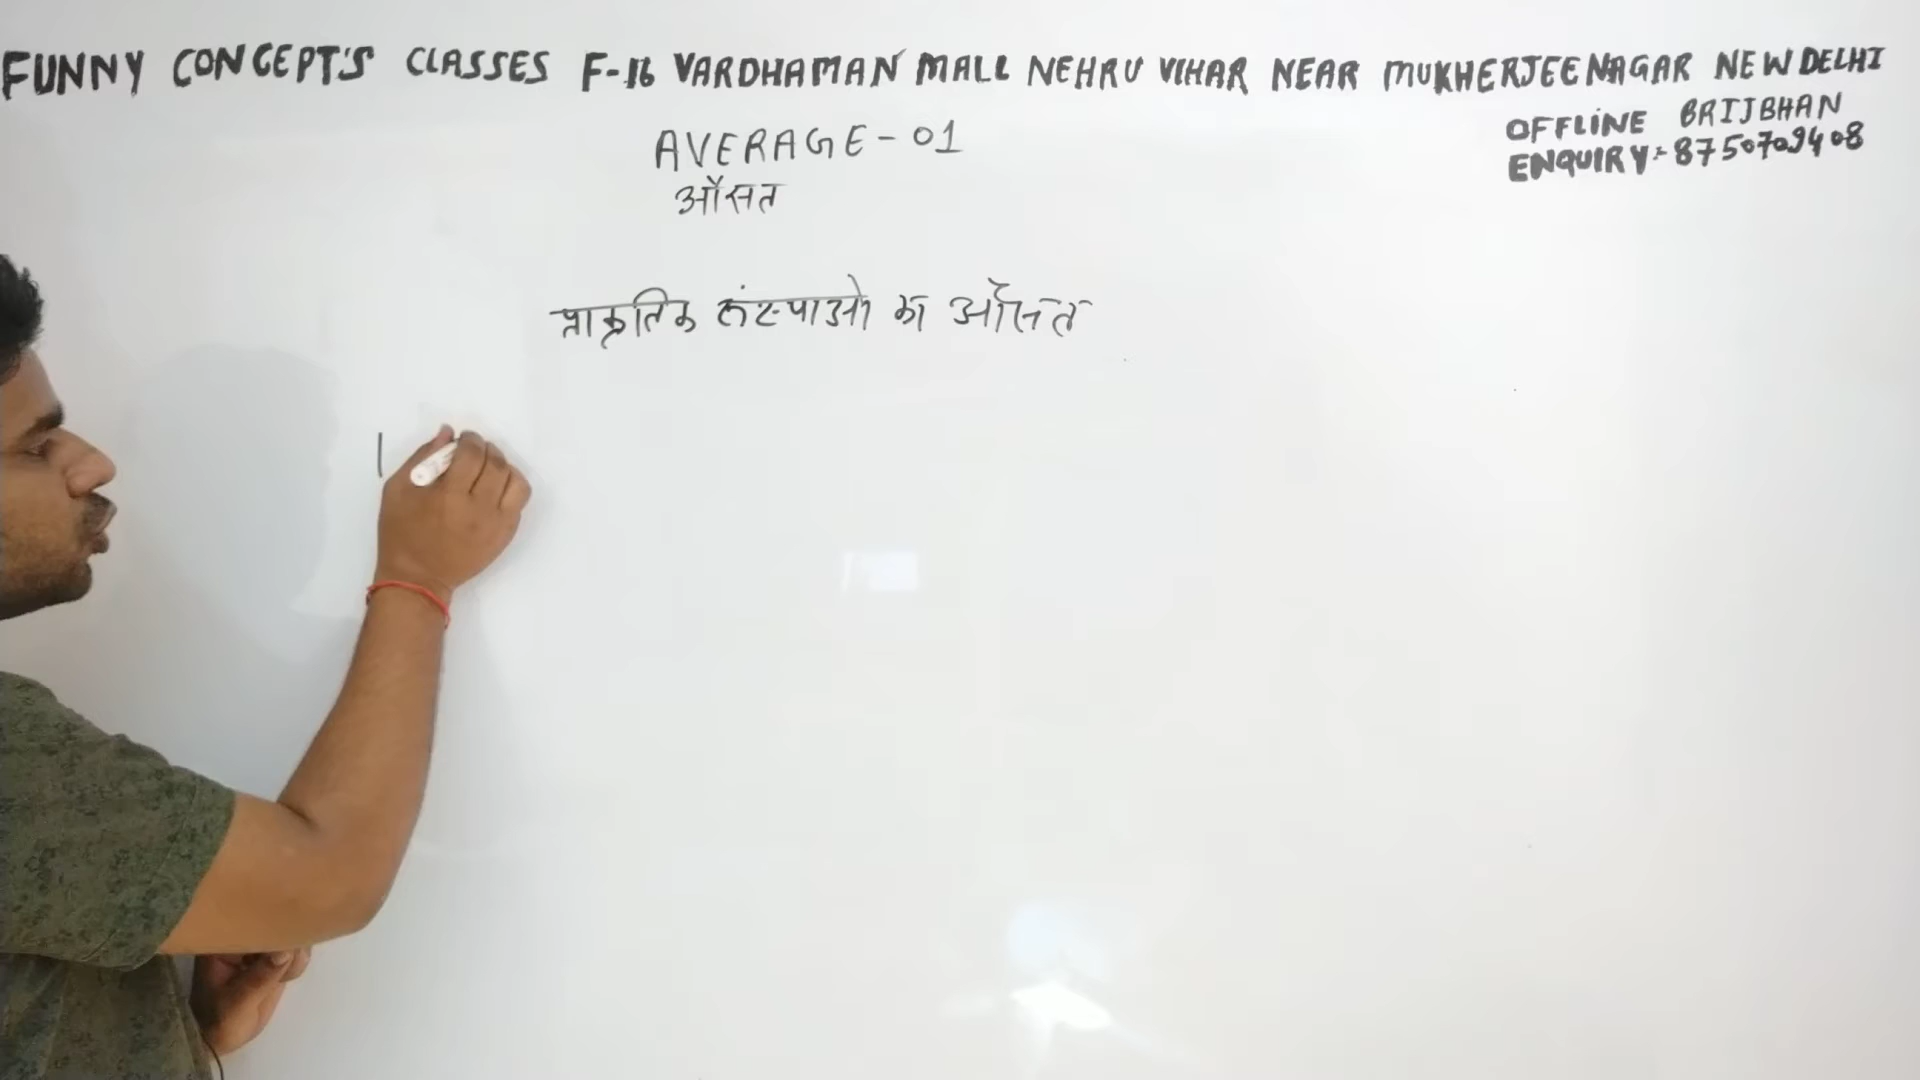 FUNNY CONCEPT'S CLASSES F-16 VARDHAMAN MALL NEHRU VIHAR NEAR MUKHERJEE NAGAR NEW DELHI
OFFLINE BRIJBHAN
ENQUIRY:- 8750709408
AVERAGE-01
औसत
प्राकृतिक संख्याओ का औसत
1